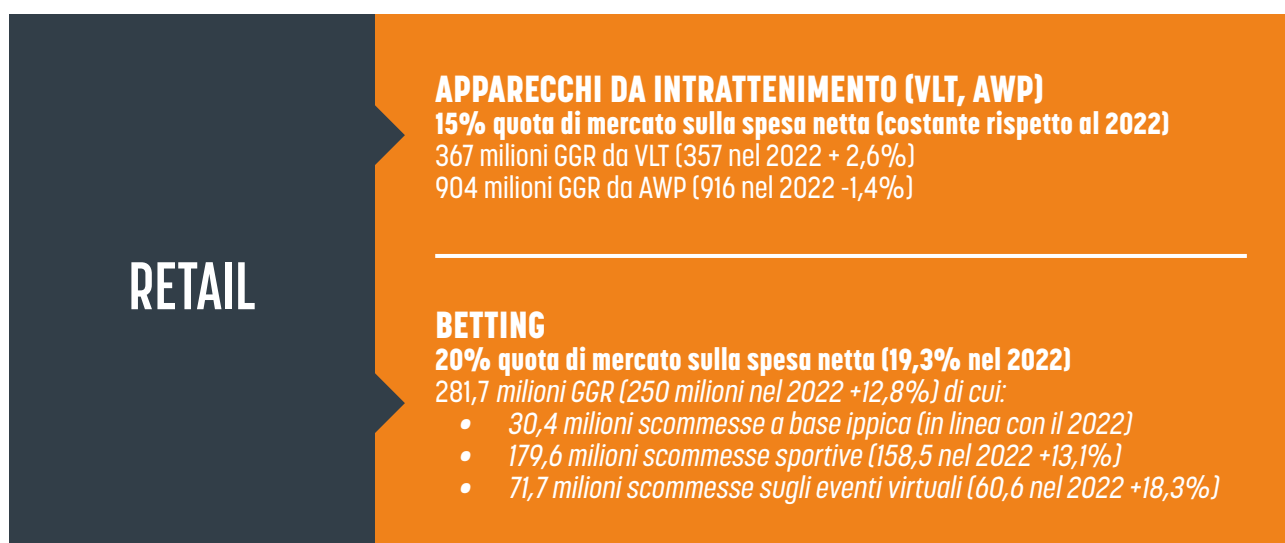 RETAIL
APPARECCHI DA INTRATTENIMENTO (VLT, AWP)
15% quota di mercato sulla spesa netta (costante rispetto al 2022)
367 milioni GGR da VLT (357 nel 2022 + 2,6%)
904 milioni GGR da AWP (916 nel 2022 -1,4%)
BETTING
20% quota di mercato sulla spesa netta (19,3% nel 2022)
281,7 milioni GGR (250 milioni nel 2022 +12,8%) di cui:
• 30,4 milioni scommesse a base ippica (in linea con il 2022)
• 179,6 milioni scommesse sportive (158,5 nel 2022 +13,1%)
• 71,7 milioni scommesse sugli eventi virtuali (60,6 nel 2022 +18,3%)